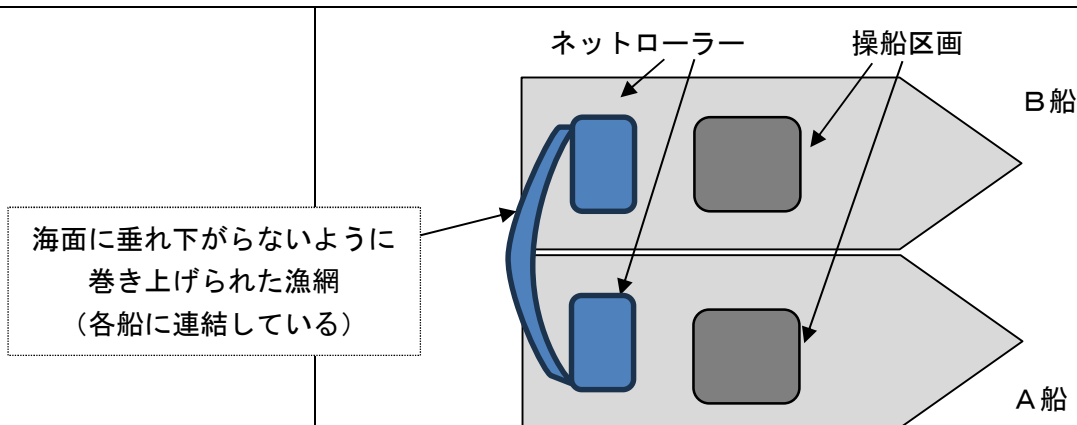 ネットローラー
操船区画
B船
海面に垂れ下がらないように
巻き上げられた漁網
(各船に連結している)
A船